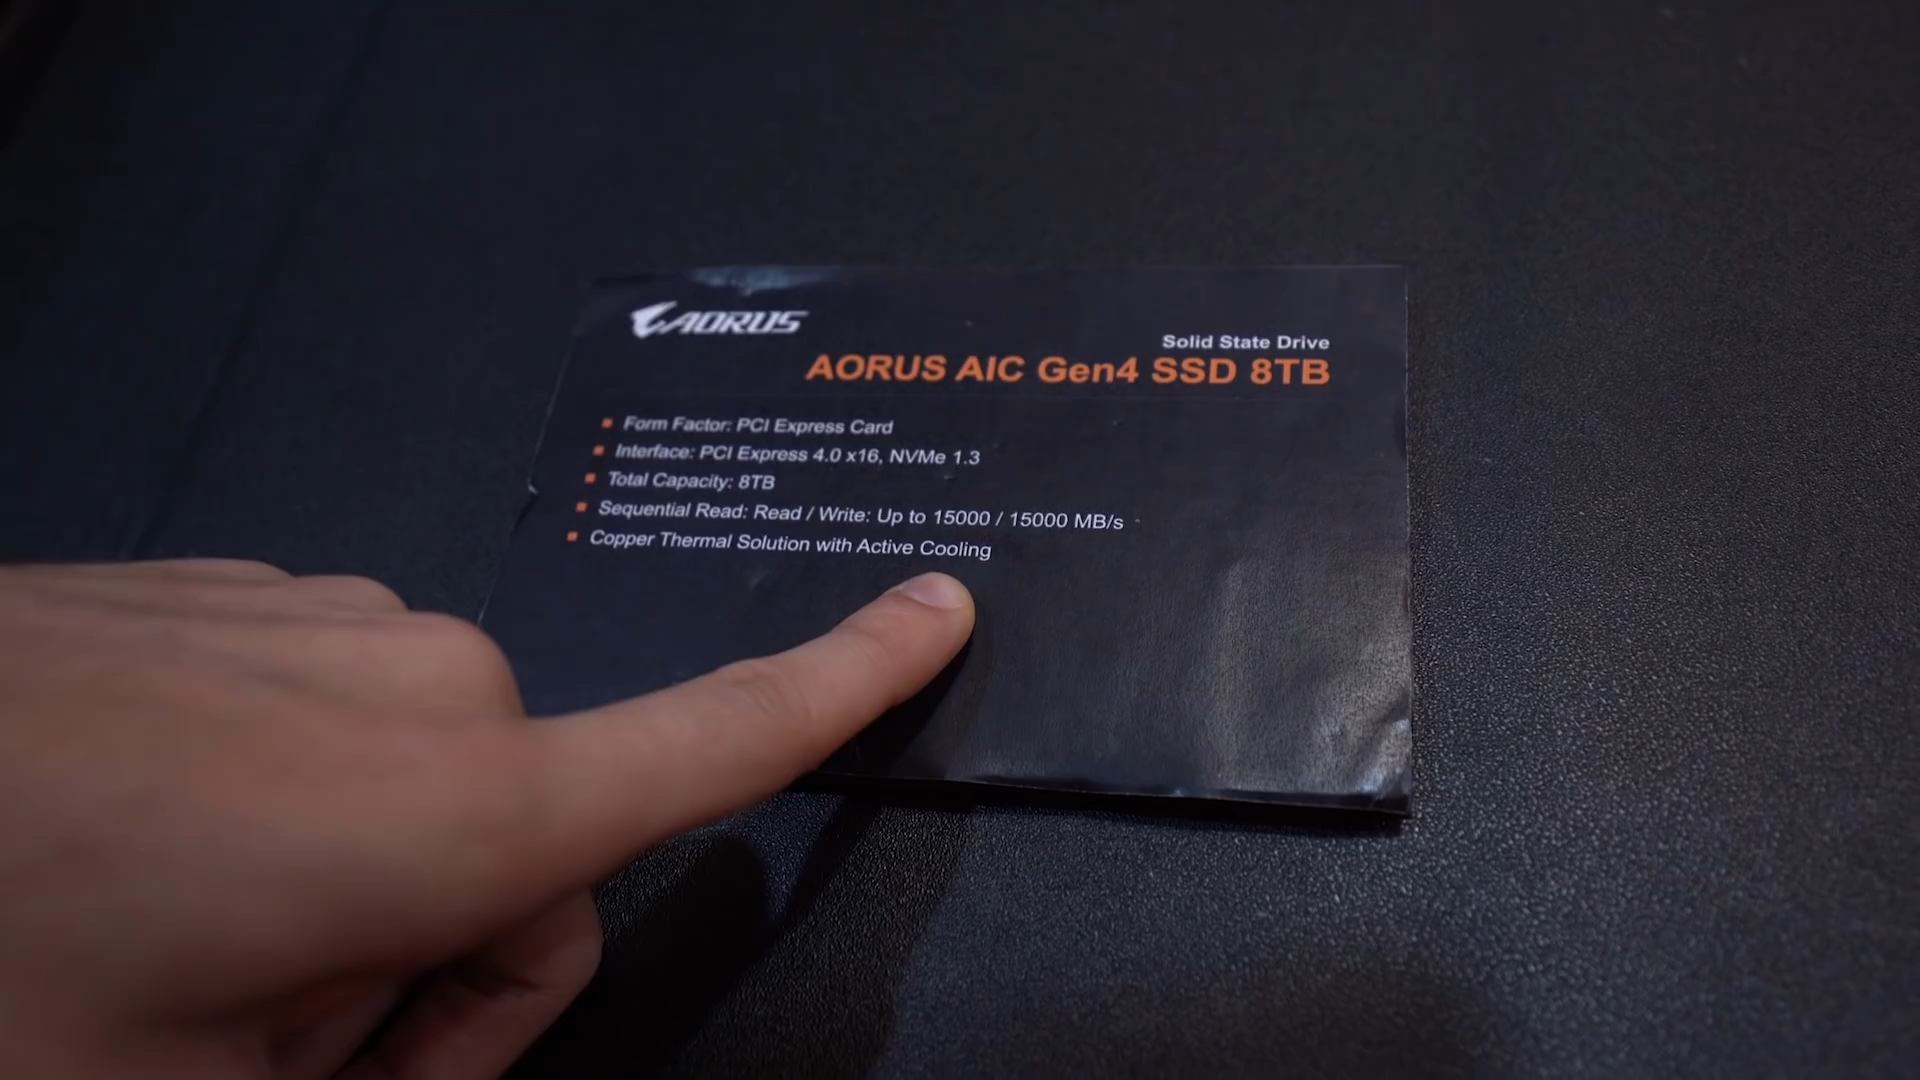 AORUS
Solid State Drive
AORUS AIC Gen4 SSD 8TB
Form Factor: PCI Express Card
Interface: PCI Express 4.0 x16, NVMe 1.3
Total Capacity: 8TB
Sequential Read: Read / Write: Up to 15000 / 15000 MB/s
Copper Thermal Solution with Active Cooling